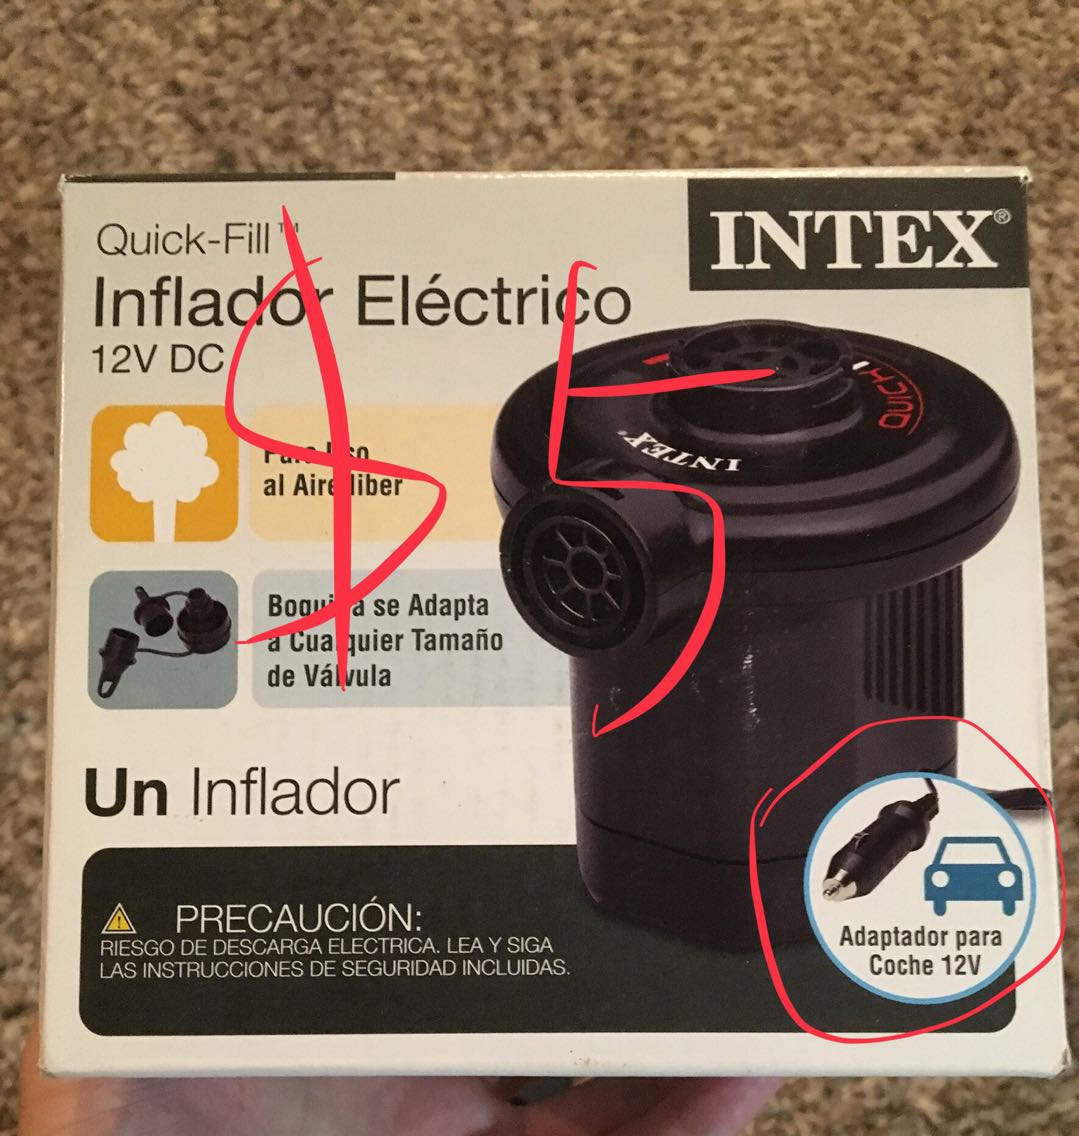 INTEX®
Quick-Fill™
Inflador Eléctrico
12V DC
$5
QUICK
INTEX®
Para Uso
al Aire liber
Boquilla se Adapta
a Cualquier Tamaño
de Válvula
Un Inflador
PRECAUCIÓN:
RIESGO DE DESCARGA ELECTRICA. LEA Y SIGA
LAS INSTRUCCIONES DE SEGURIDAD INCLUIDAS.
Adaptador para
Coche 12V